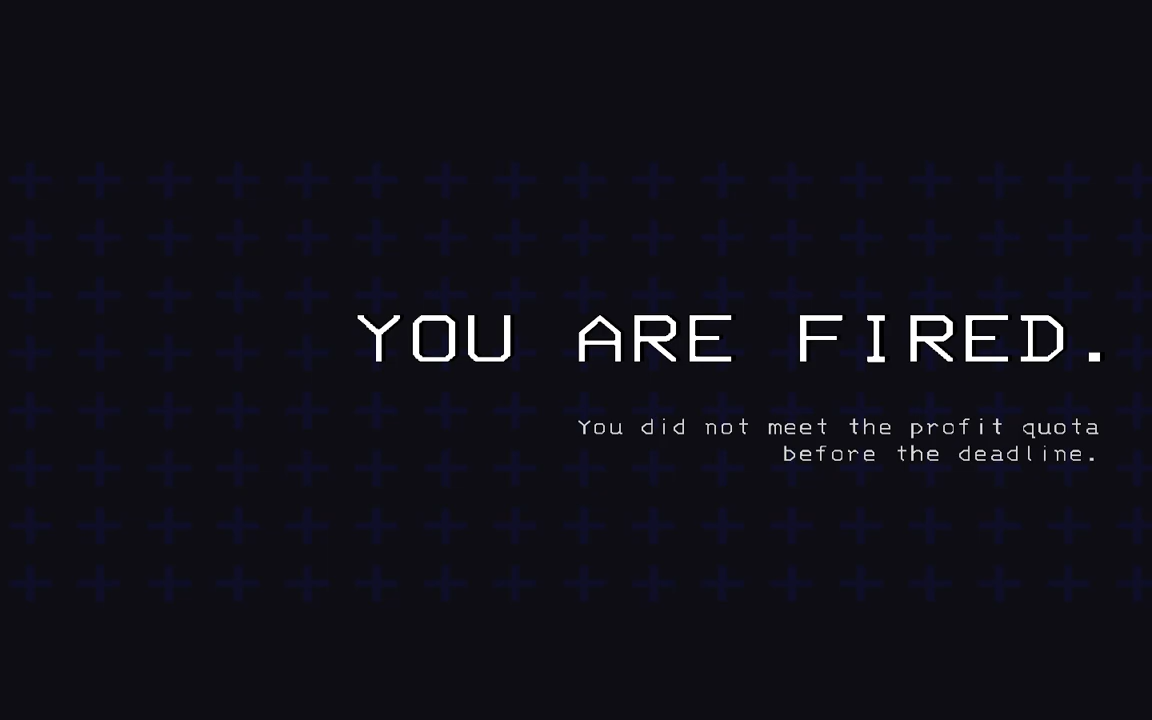 YOU ARE FIRED.
You did not meet the profit quota
before the deadline.